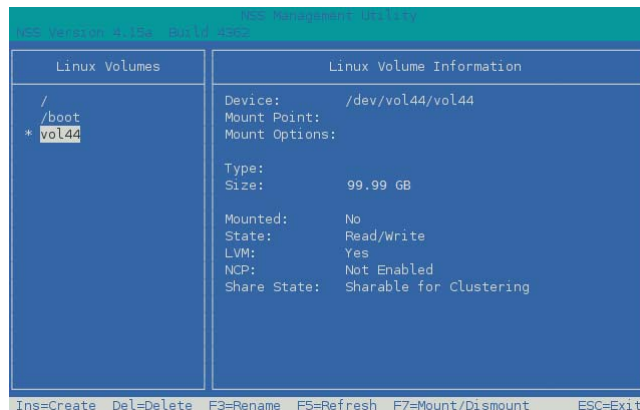 NSS Management Utility
NSS Version 4.15a Build 4362
Linux Volumes
/
/boot
* vol44
Linux Volume Information
Device: /dev/vol44/vol44
Mount Point:
Mount Options:
Type:
Size: 99.99 GB
Mounted: No
State: Read/Write
LVM: Yes
NCP: Not Enabled
Share State: Sharable for Clustering
Ins=Create Del=Delete F3=Rename F5=Refresh F7=Mount/Dismount ESC=Exit